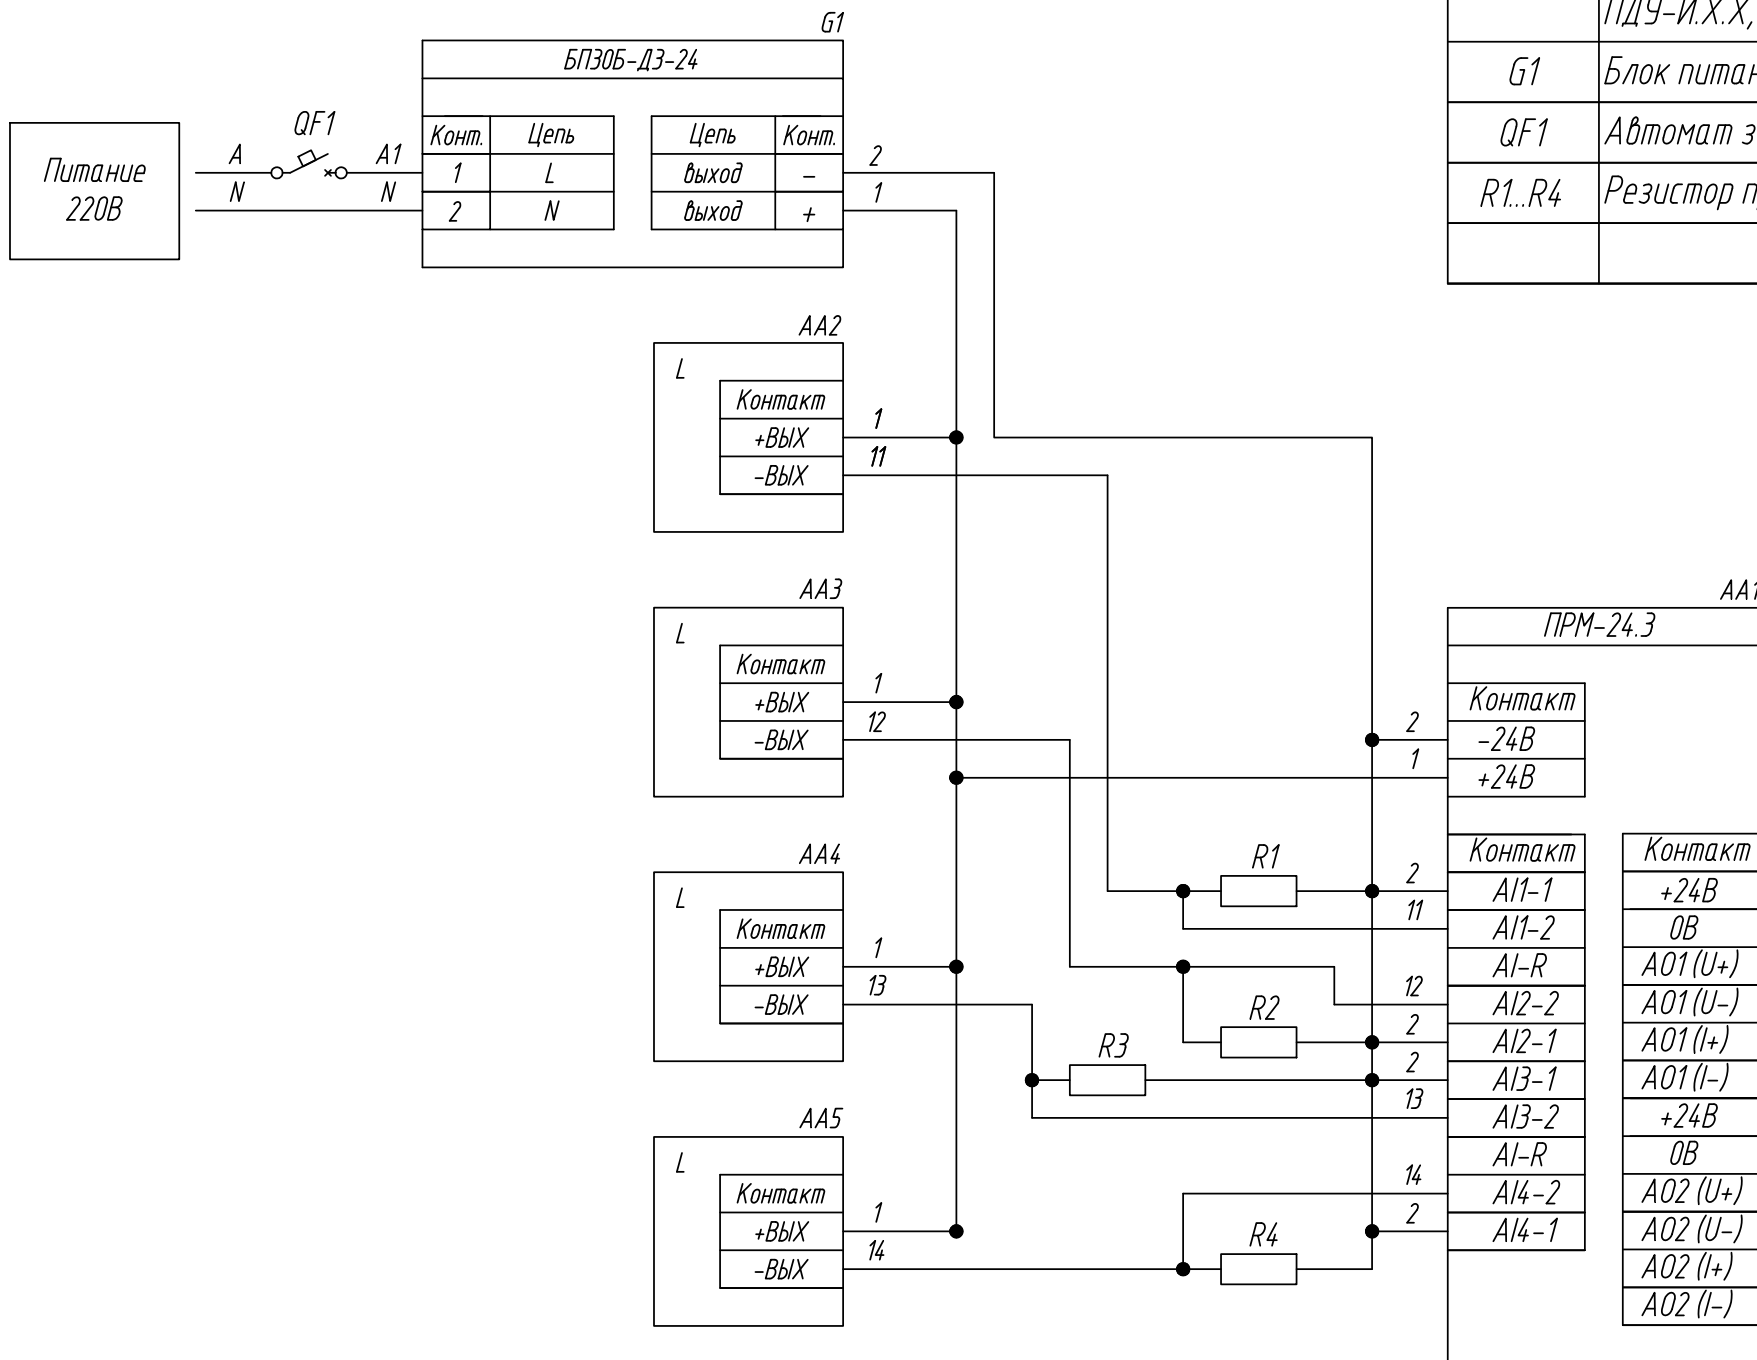 G1
БП30Б-Д3-24
Конт. Цепь Цепь Конт.
1 L выход -
2 N выход +
Питание
220В
A QF1 A1
N N
2
1
ПДУ-И.Х.Х,
G1 Блок
QF1 Автомат
R1...R4 Резистор
AA2
L
Контакт
+ВЫХ
-ВЫХ
1
11
AA3
L
Контакт
+ВЫХ
-ВЫХ
1
12
AA4
L
Контакт
+ВЫХ
-ВЫХ
1
13
AA5
L
Контакт
+ВЫХ
-ВЫХ
1
14
R1
R2
R3
R4
AA1
ПРМ-24.3
Контакт
2 -24В
1 +24В
Контакт
2 AI1-1
11 AI1-2
AI-R
12 AI2-2
2 AI2-1
2 AI3-1
13 AI3-2
AI-R
14 AI4-2
2 AI4-1
Контакт
+24В
0В
AO1 (U+)
AO1 (U-)
AO1 (I+)
AO1 (I-)
+24В
0В
AO2 (U+)
AO2 (U-)
AO2 (I+)
AO2 (I-)